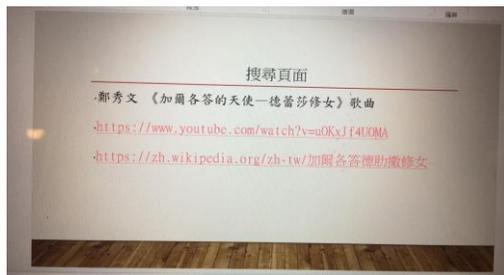 搜尋頁面
·鄭秀文 《加爾各答的天使—德蕾莎修女》歌曲
·https://www.youtube.com/watch?v=uOKxJf4UOMA
·https://zh.wikipedia.org/zh-tw/加爾各答德肋撒修女